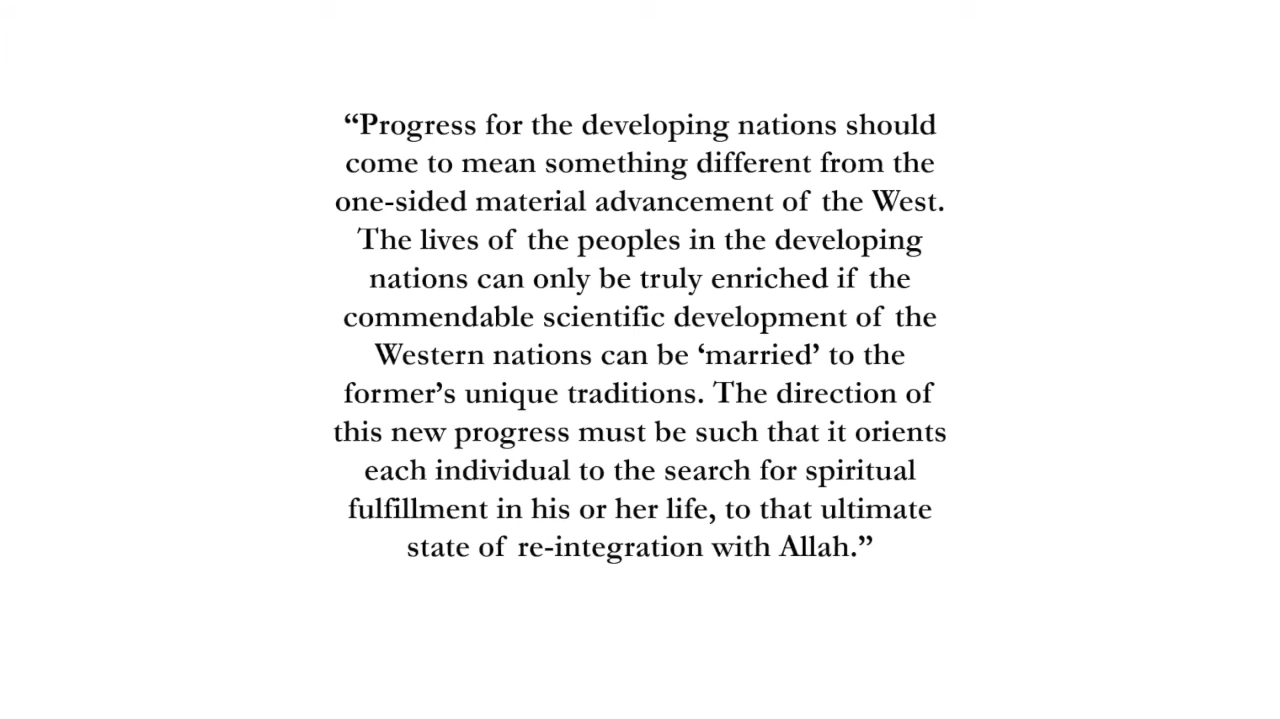 “Progress for the developing nations should
come to mean something different from the
one-sided material advancement of the West.
The lives of the peoples in the developing
nations can only be truly enriched if the
commendable scientific development of the
Western nations can be ‘married’ to the
former’s unique traditions. The direction of
this new progress must be such that it orients
each individual to the search for spiritual
fulfillment in his or her life, to that ultimate
state of re-integration with Allah.”